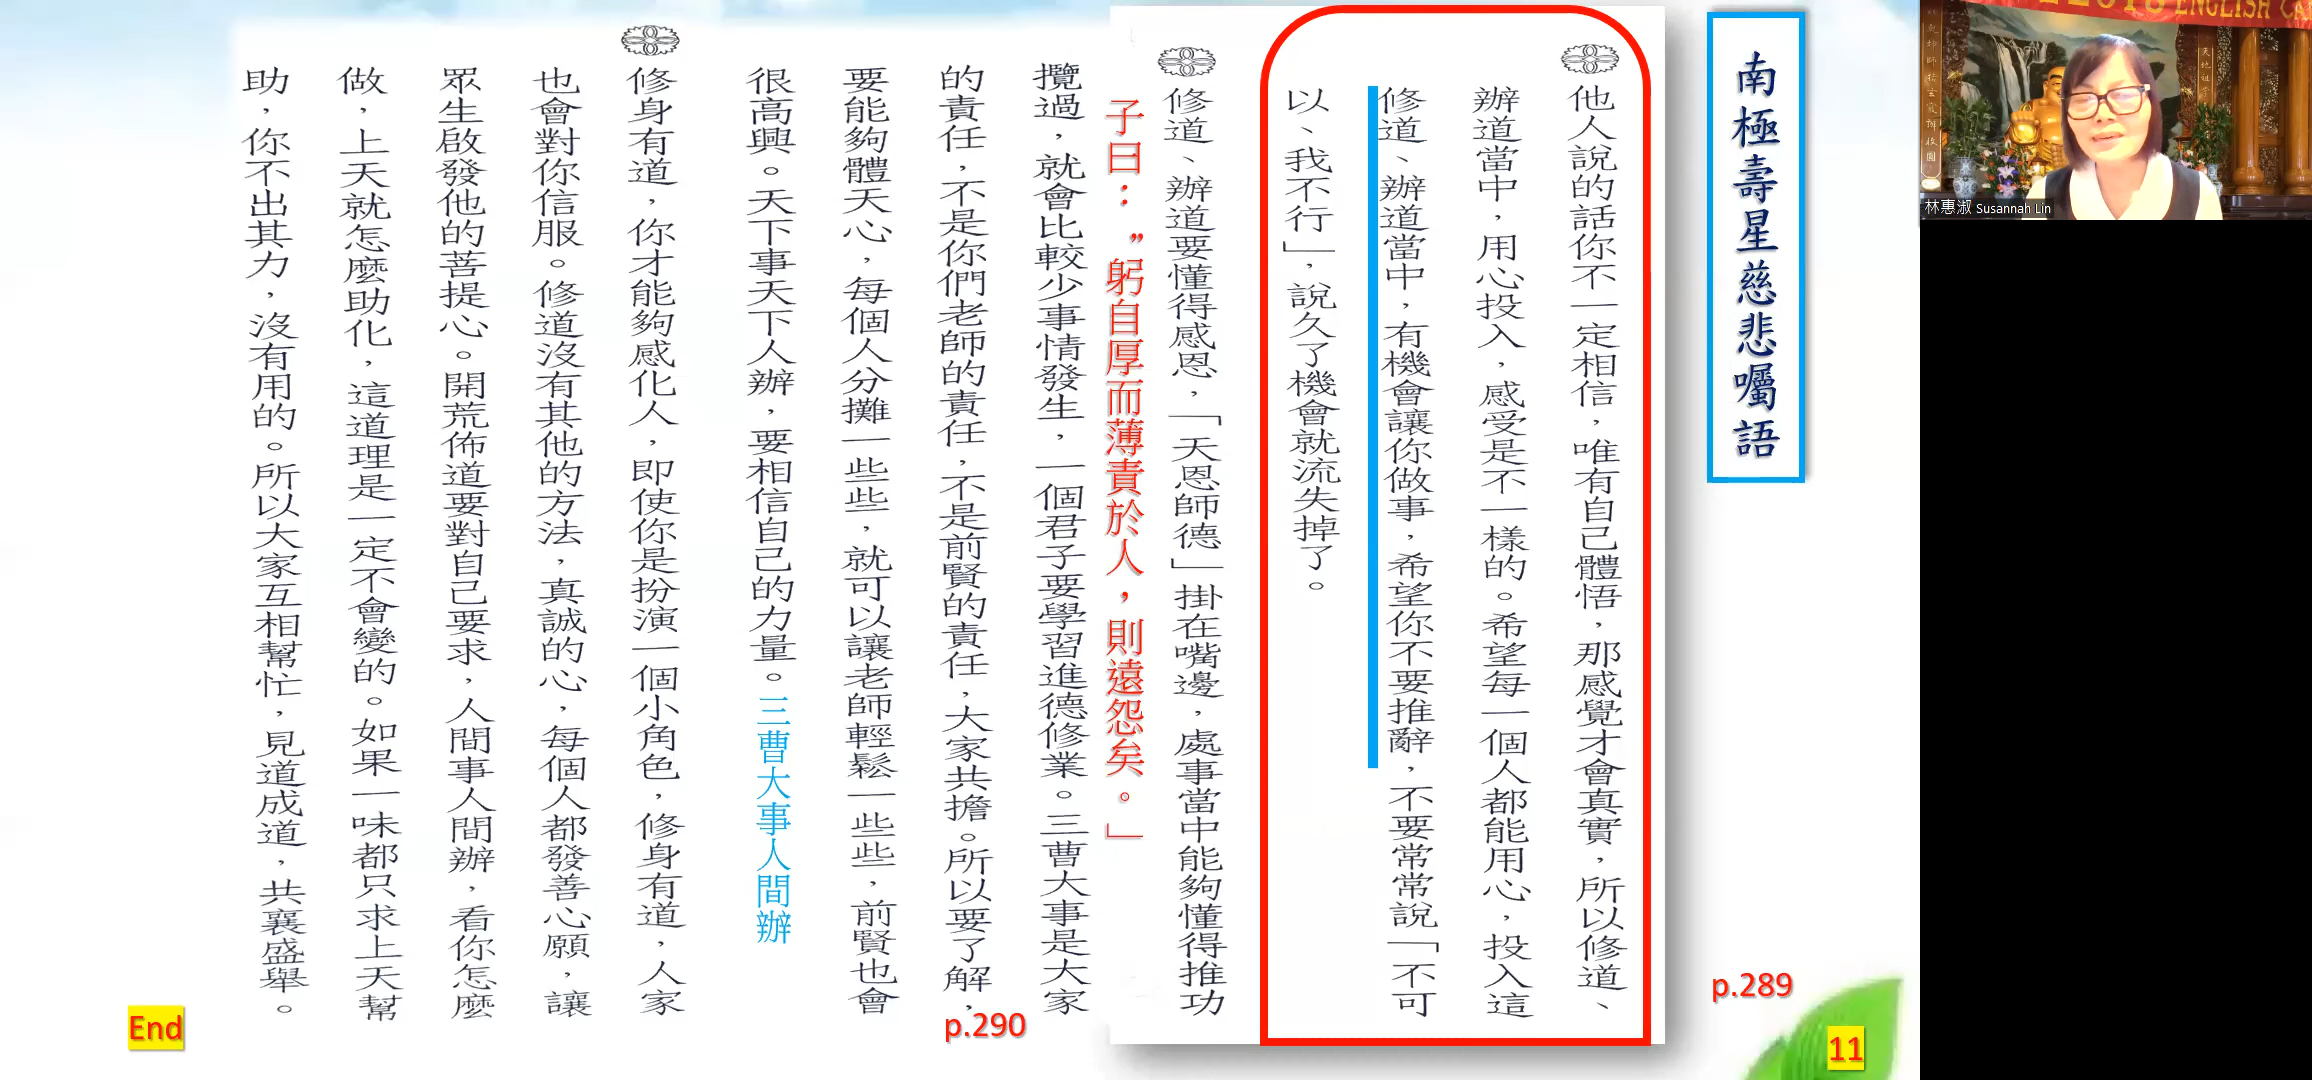 南極壽星慈悲囑語
他人說的話你不一定相信，唯有自己體悟，那感覺才會真實，所以修道、
辦道當中，用心投入，感受是不一樣的。希望每一個人都能用心，投入這
修道、辦道當中，有機會讓你做事，希望你不要推辭，不要常常說「不可
以、我不行」，說久了機會就流失掉了。
p.289
11
修道、辦道要懂得感恩，「天恩師德」掛在嘴邊，處事當中能夠懂得推功
子曰：〞躬自厚而薄責於人，則遠怨矣。」
攬過，就會比較少事情發生，一個君子要學習進德修業。三曹大事是大家
的責任，不是你們老師的責任，不是前賢的責任，大家共擔。所以要了解，
要能夠體天心，每個人分攤一些些，就可以讓老師輕鬆一些些，前賢也會
很高興。天下事天下人辦，要相信自己的力量。三曹大事人間辦
修身有道，你才能夠感化人，即使你是扮演一個小角色，修身有道，人家
也會對你信服。修道沒有其他的方法，真誠的心，每個人都發善心願，讓
眾生啟發他的菩提心。開荒佈道要對自己要求，人間事人間辦，看你怎麼
做，上天就怎麼助化，這道理是一定不會變的。如果一味都只求上天幫
助，你不出其力，沒有用的。所以大家互相幫忙，見道成道，共襄盛舉。
p.290
End
2018 ENGLISH CA
天地祖師
林惠淑 Susannah Lin